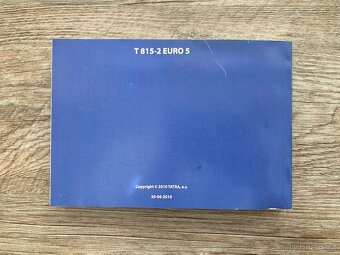 T 815-2 EURO 5
Copyright © 2010 TATRA, a.s.
20-06-2010